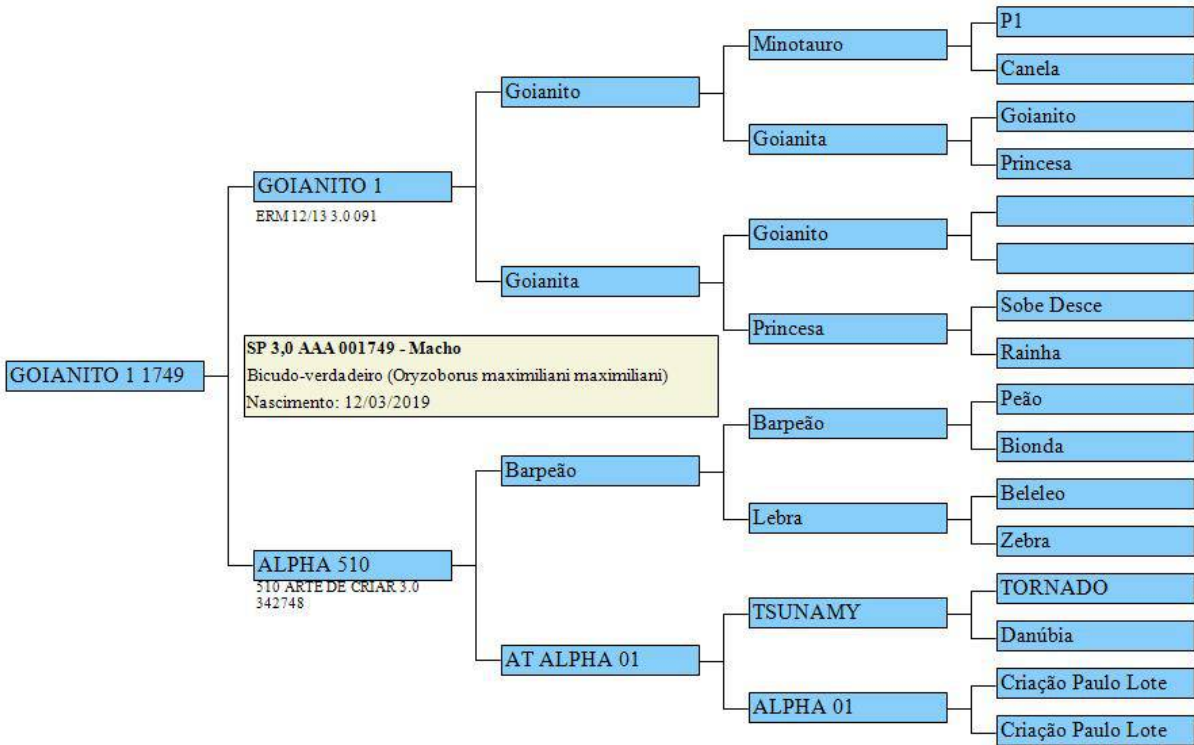 P1
Minotauro
Canela
Goianito
Goianito
Goianita
Princesa
GOIANITO 1
ERM 12/13 3.0 091
Goianito
Goianita
Sobe Desce
Princesa
Rainha
SP 3,0 AAA 001749 - Macho
Bicudo-verdadeiro (Oryzoborus maximiliani maximiliani)
Nascimento: 12/03/2019
GOIANITO 1 1749
Peão
Barpeão
Bionda
Barpeão
Beleleo
Lebra
Zebra
ALPHA 510
510 ARTE DE CRIAR 3.0
342748
TORNADO
TSUNAMY
Danúbia
AT ALPHA 01
Criação Paulo Lote
ALPHA 01
Criação Paulo Lote